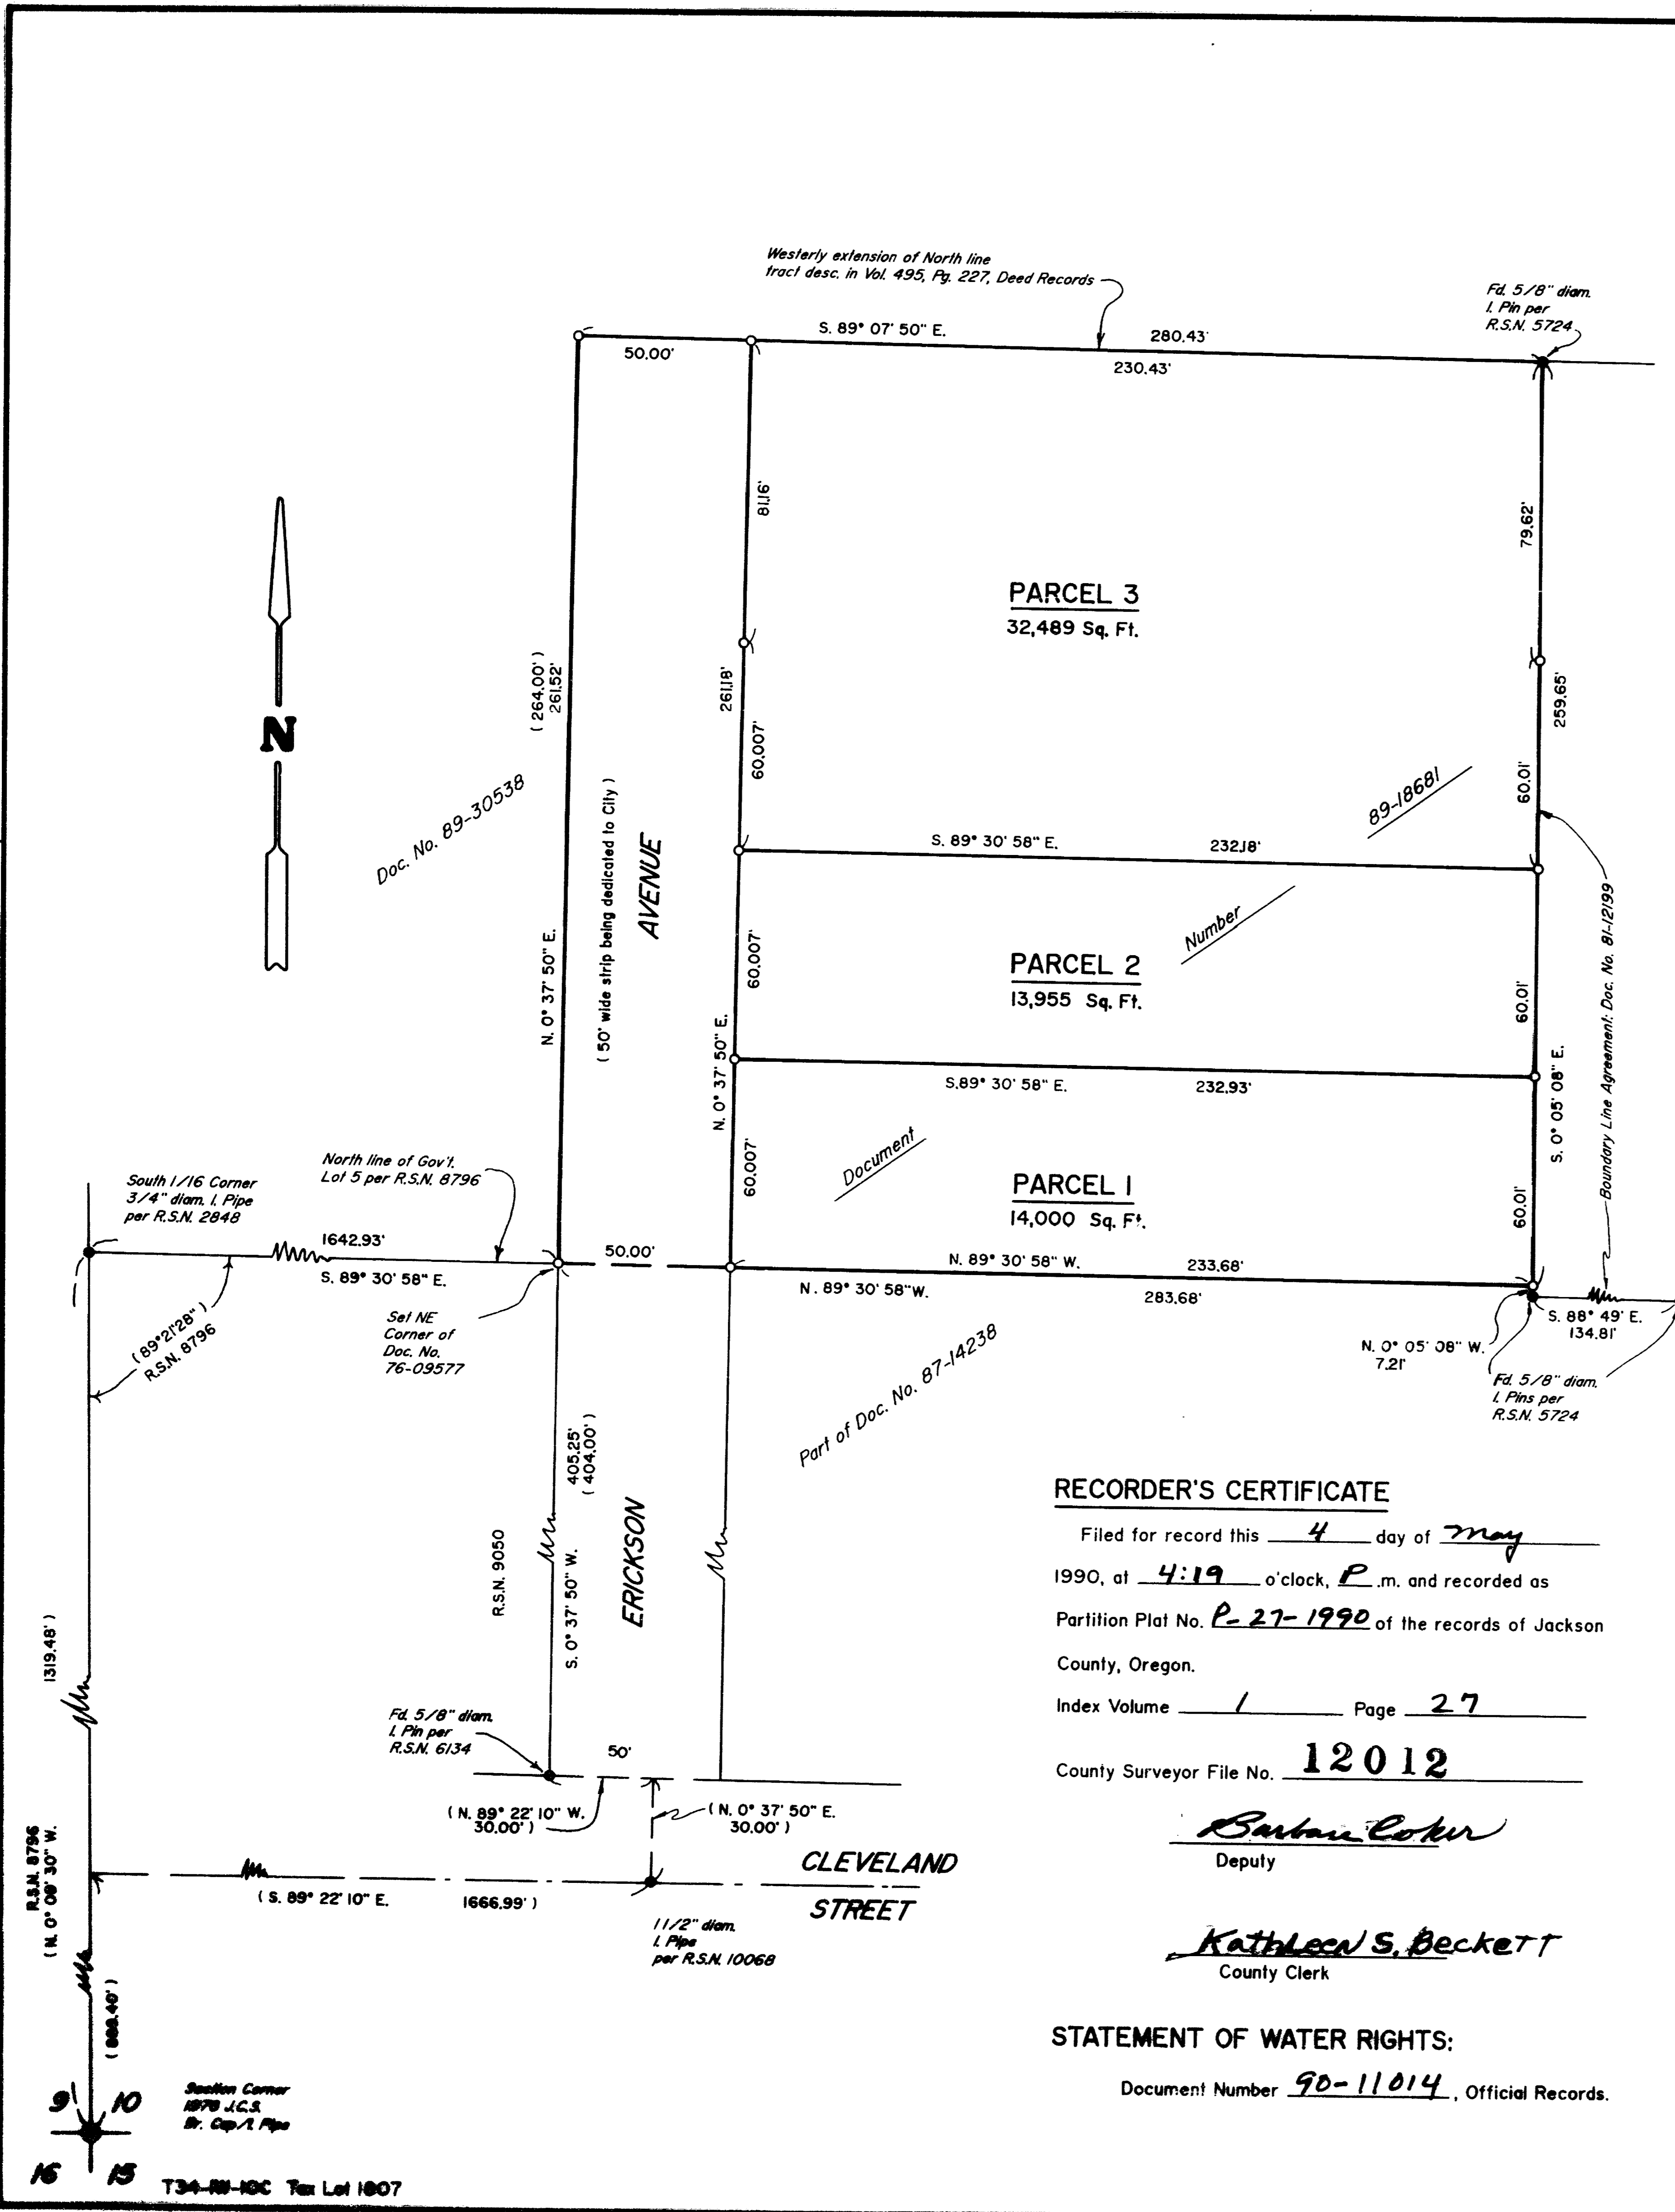 Westerly extension of North line
tract desc. in Vol. 495, Pg. 227, Deed Records
Fd. 5/8" diam.
I. Pin per
R.S.N. 5724
S. 89° 07' 50" E.
280.43'
50.00'
230.43'
81.16'
79.62'
PARCEL 3
32,489 Sq. Ft.
( 264.00' )
261.52'
261.18'
259.65'
60.007'
60.01'
N
Doc. No. 89-30538
( 50' wide strip being dedicated to City )
AVENUE
89-18681
S. 89° 30' 58" E.
232.18'
Number
N. 0° 37' 50" E.
60.007'
PARCEL 2
13,955 Sq. Ft.
60.01'
Boundary Line Agreement: Doc. No. 81-12199
N. 0° 37' 50" E.
S. 0° 05' 08" E.
S.89° 30' 58" E.
232.93'
Document
60.007'
PARCEL 1
14,000 Sq. Ft.
60.01'
North line of Gov't.
Lot 5 per R.S.N. 8796
South 1/16 Corner
3/4" diam. I. Pipe
per R.S.N. 2848
1642.93'
S. 89° 30' 58" E.
50.00'
N. 89° 30' 58" W.
233.68'
N. 89° 30' 58" W.
283.68'
S. 88° 49' E.
134.81'
N. 0° 05' 08" W.
7.21'
Fd. 5/8" diam.
I. Pins per
R.S.N. 5724
( 89°21'28" )
R.S.N. 8796
Set NE
Corner of
Doc. No.
76-09577
Part of Doc. No. 87-14238
405.25'
( 404.00' )
R.S.N. 9050
S. 0° 37' 50" W.
ERICKSON
1319.48' )
Fd. 5/8" diam.
I. Pin per
R.S.N. 6134
50'
( N. 89° 22' 10" W.
30.00' )
( N. 0° 37' 50" E.
30.00' )
R.S.N. 8796
( N. 0° 09' 30" W.
( S. 89° 22' 10" E.
1666.99' )
CLEVELAND
STREET
1 1/2" diam.
I. Pipe
per R.S.N. 10068
9 10
16 15
Section Corner
1978 J.C.S.
Br. Cap/I. Pipe
Tax Lot 1807
RECORDER'S CERTIFICATE
Filed for record this 4 day of May
1990, at 4:19 o'clock, P .m. and recorded as
Partition Plat No. P-27-1990 of the records of Jackson
County, Oregon.
Index Volume 1 Page 27
County Surveyor File No. 12012
Barbara Coker
Deputy
Kathleen S. Beckett
County Clerk
STATEMENT OF WATER RIGHTS:
Document Number 90-11014, Official Records.